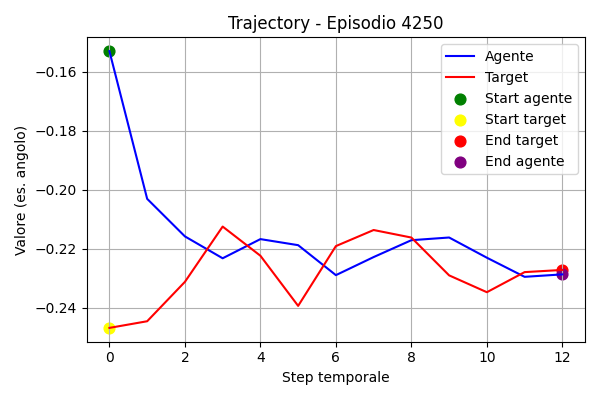 Trajectory - Episodio 4250
Valore (es. angolo)
−0.16
−0.18
−0.20
−0.22
−0.24
Agente
Target
Start agente
Start target
End target
End agente
0 2 4 6 8 10 12
Step temporale